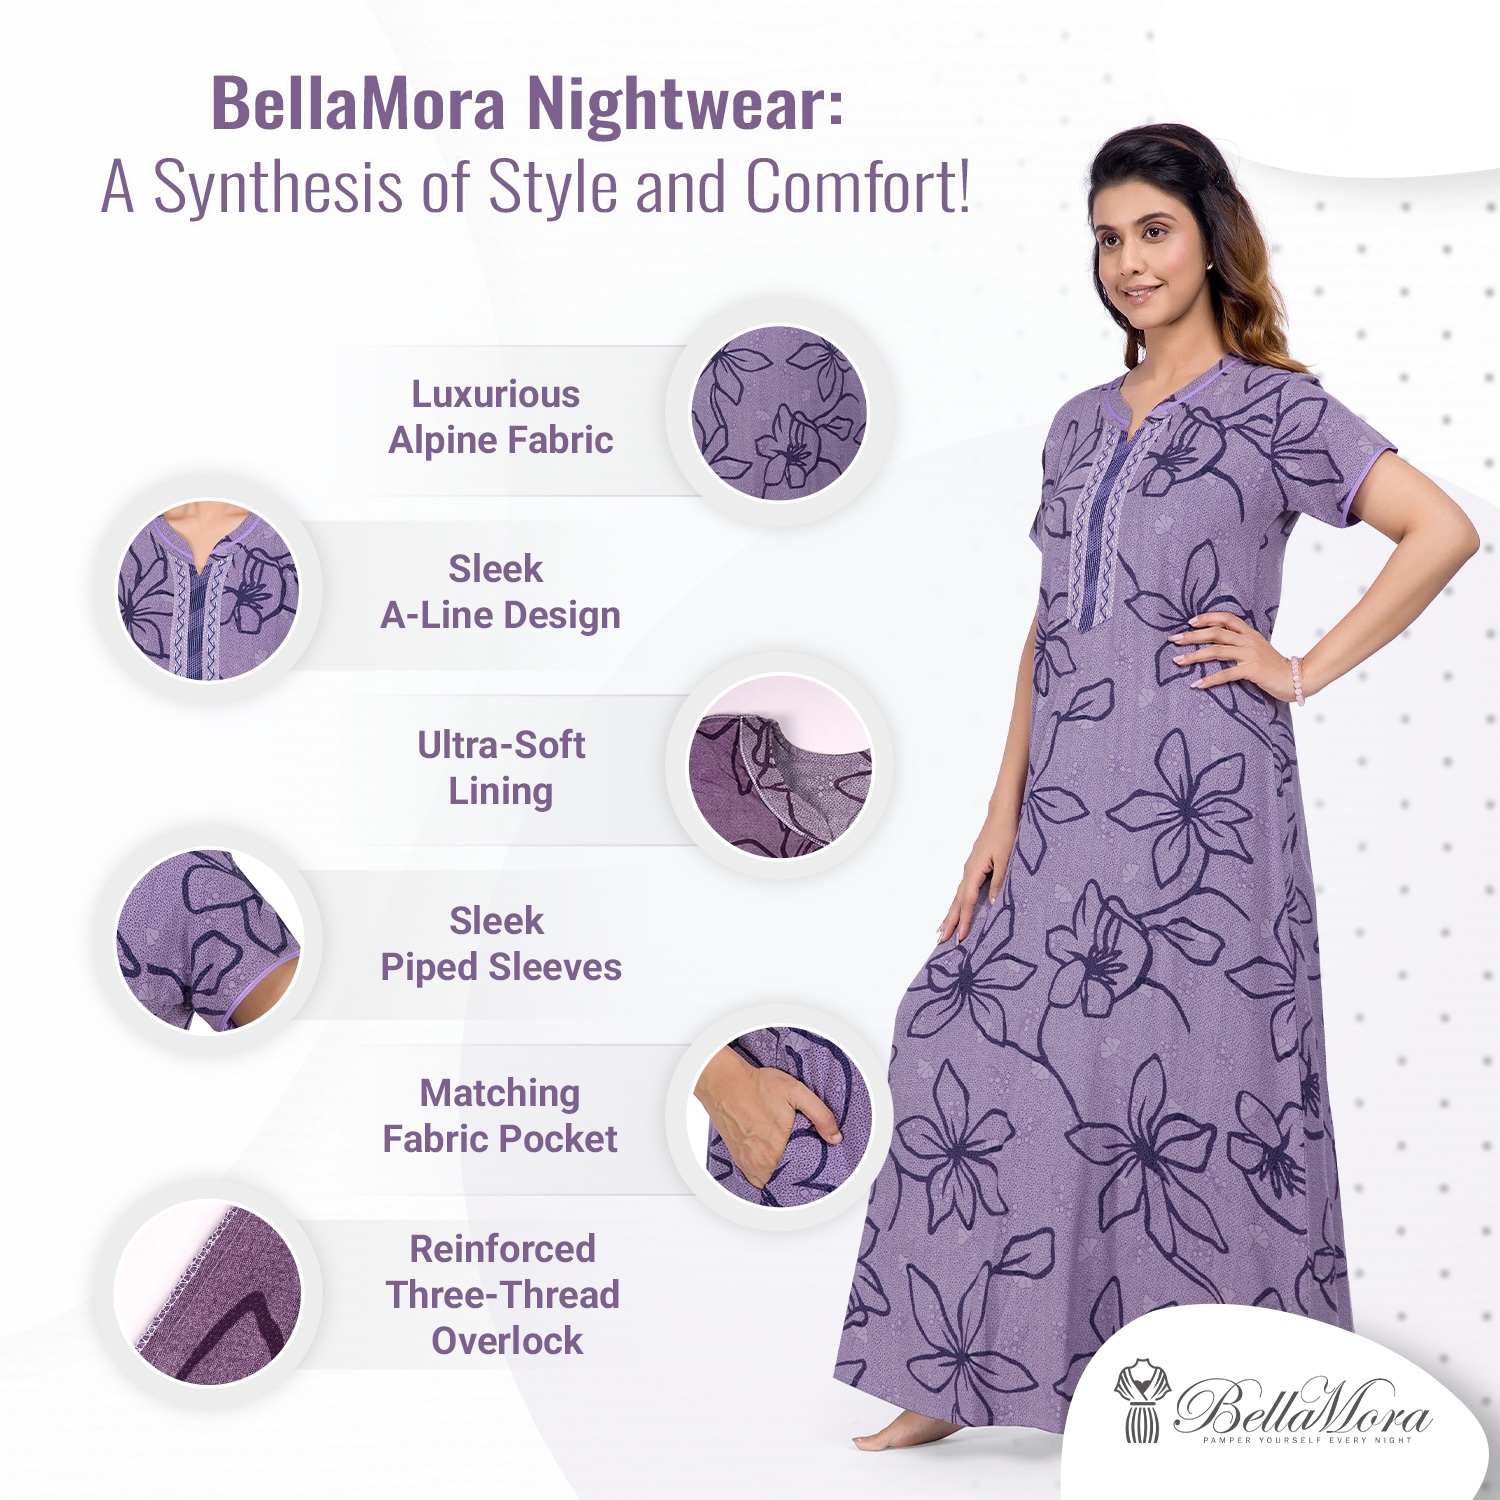 BellaMora Nightwear:
A Synthesis of Style and Comfort!
Luxurious
Alpine Fabric
Sleek
A-Line Design
Ultra-Soft
Lining
Sleek
Piped Sleeves
Matching
Fabric Pocket
Reinforced
Three-Thread
Overlock
BellaMora
PAMPER YOURSELF EVERY NIGHT